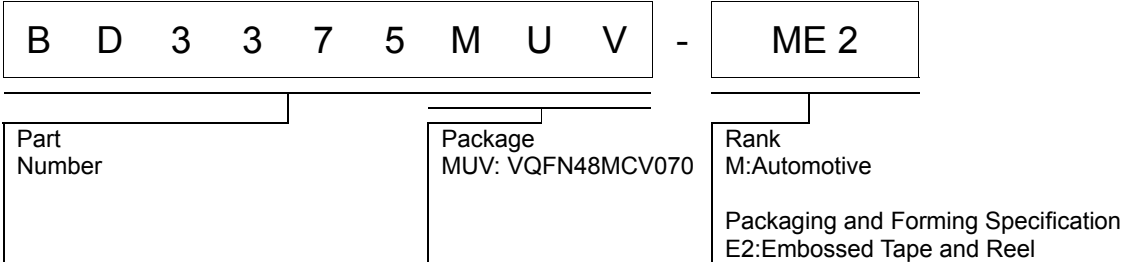 B D 3 3 7 5 M U V - ME 2
Part
Number
Package
MUV: VQFN48MCV070
Rank
M:Automotive
Packaging and Forming Specification
E2:Embossed Tape and Reel